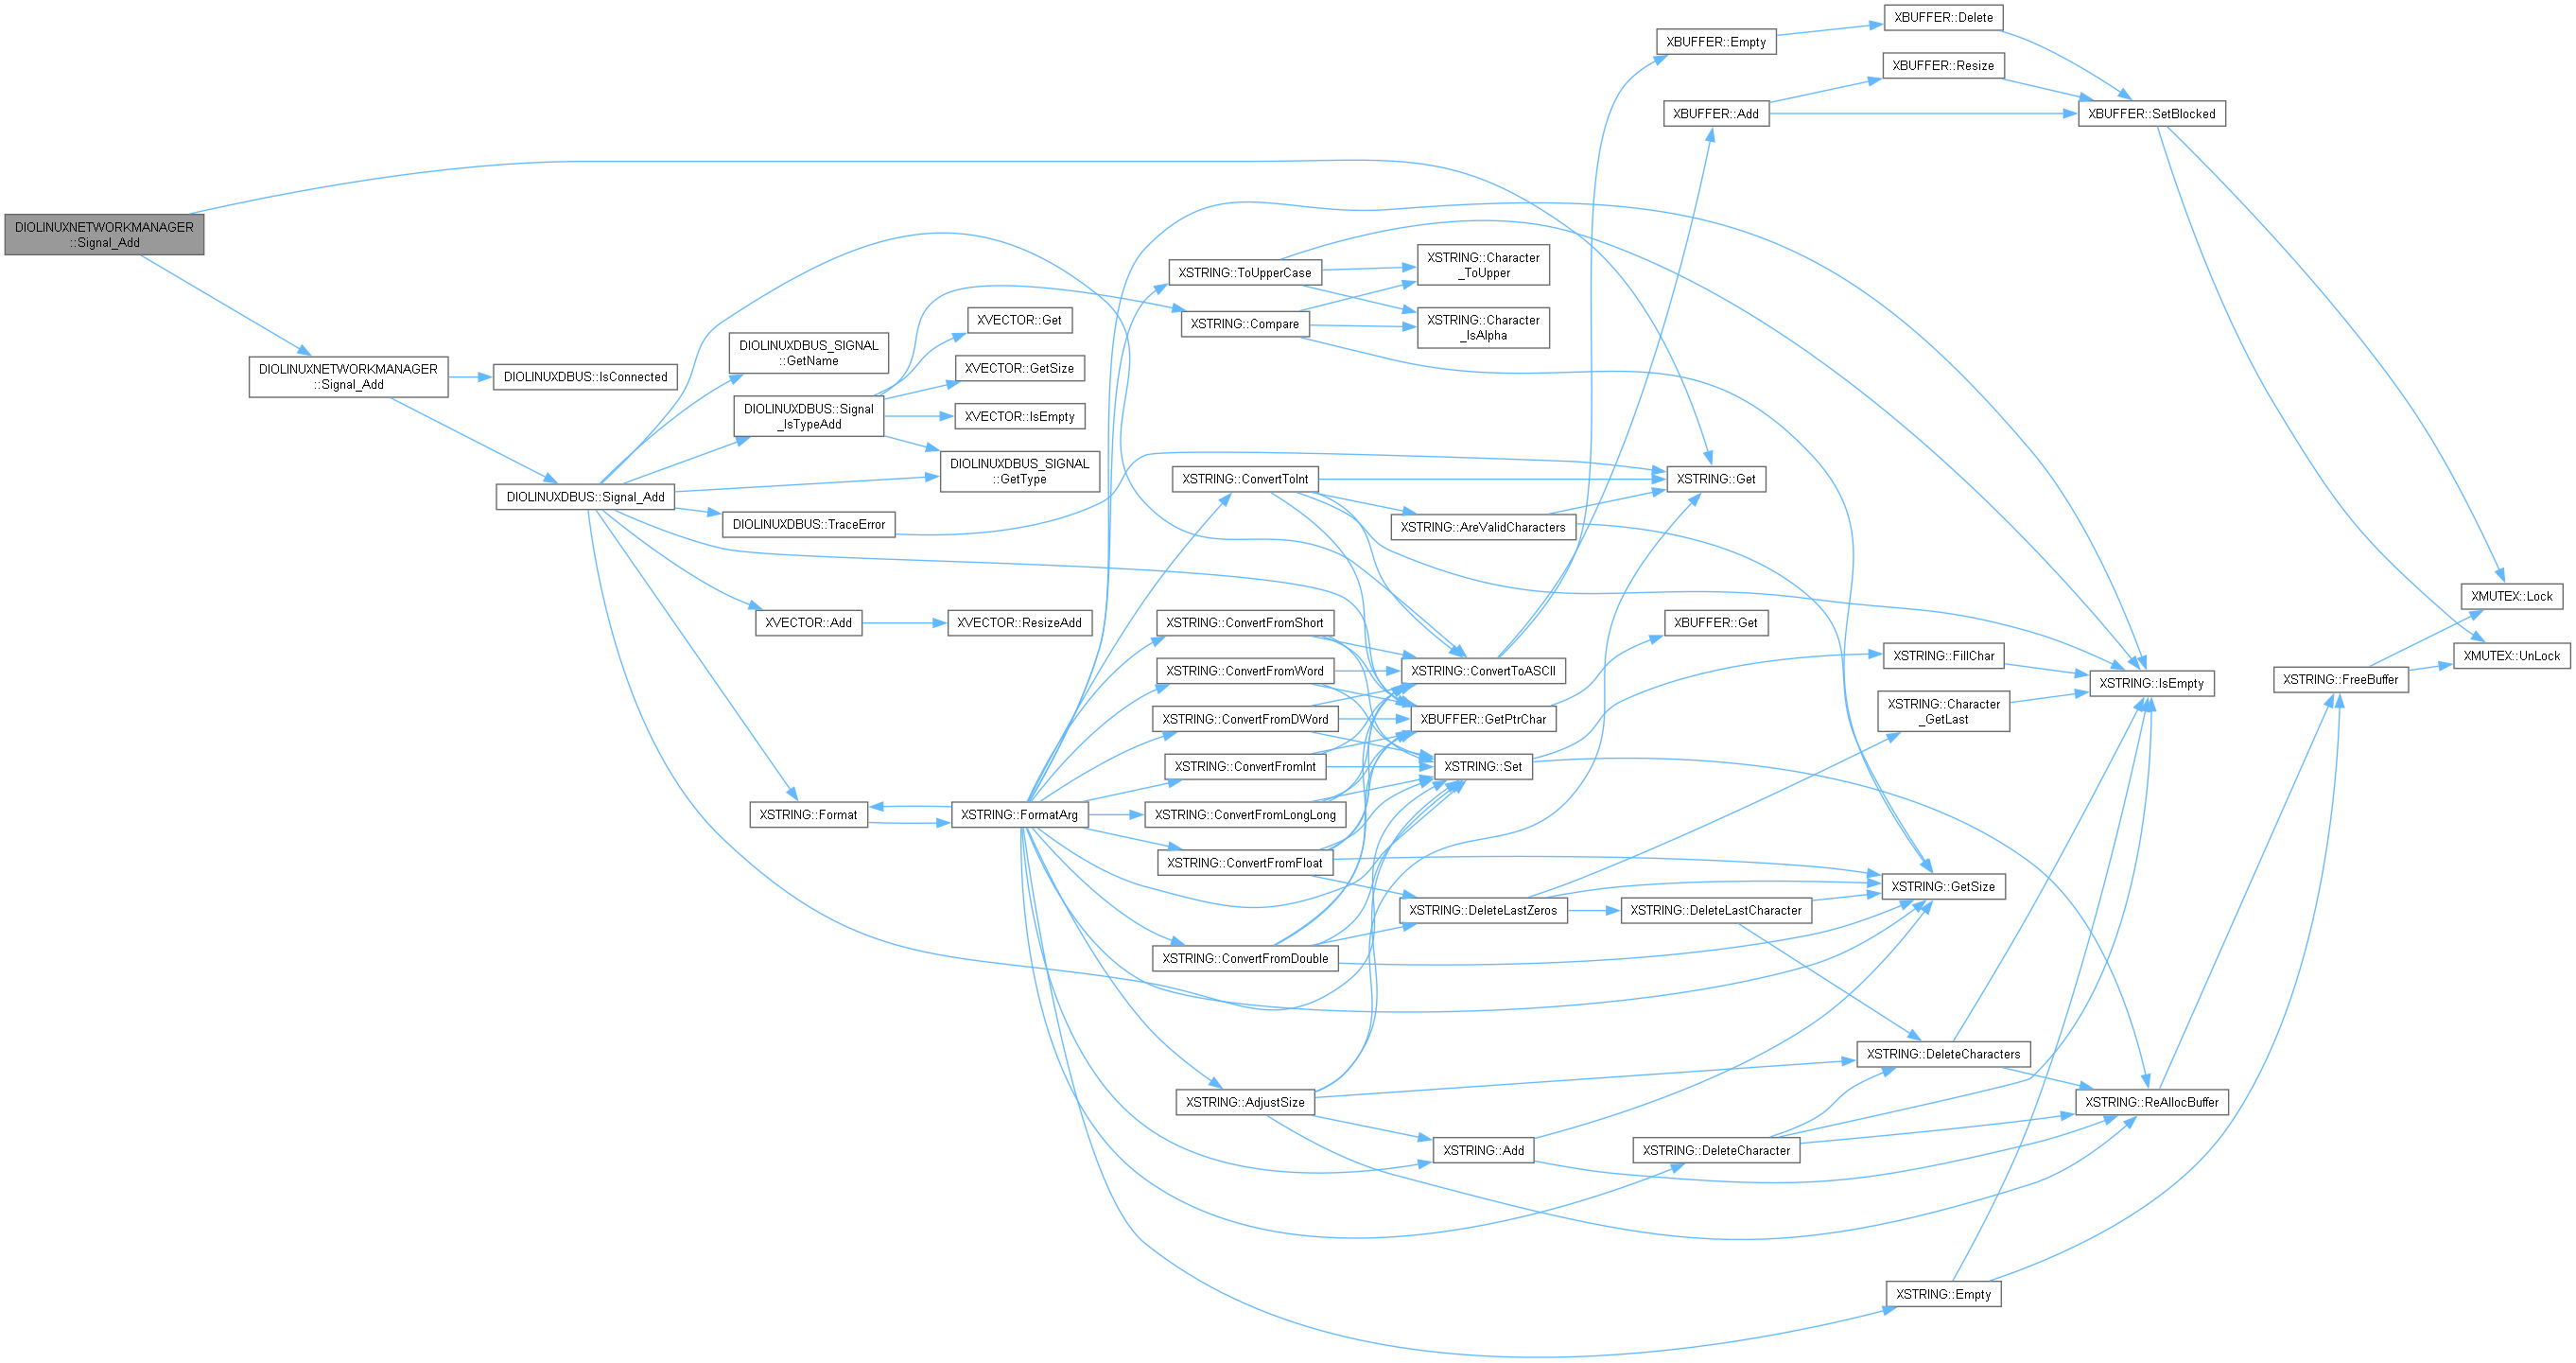 DIOLINUXNETWORKMANAGER
::Signal_Add
DIOLINUXNETWORKMANAGER
::Signal_Add
DIOLINUXDBUS::IsConnected
DIOLINUXDBUS::Signal_Add
DIOLINUXDBUS_SIGNAL
::GetName
DIOLINUXDBUS::Signal
_IsTypeAdd
DIOLINUXDBUS::TraceError
XVECTOR::Add
XSTRING::Format
XVECTOR::Get
XVECTOR::GetSize
XVECTOR::IsEmpty
DIOLINUXDBUS_SIGNAL
::GetType
XVECTOR::ResizeAdd
XSTRING::FormatArg
XSTRING::ToUpperCase
XSTRING::Compare
XSTRING::ConvertToInt
XSTRING::ConvertFromShort
XSTRING::ConvertFromWord
XSTRING::ConvertFromDWord
XSTRING::ConvertFromInt
XSTRING::ConvertFromLongLong
XSTRING::ConvertFromFloat
XSTRING::ConvertFromDouble
XSTRING::AdjustSize
XSTRING::Character
_ToUpper
XSTRING::Character
_IsAlpha
XSTRING::AreValidCharacters
XSTRING::ConvertToASCII
XBUFFER::GetPtrChar
XSTRING::Set
XSTRING::DeleteLastZeros
XSTRING::Add
XBUFFER::Empty
XBUFFER::Add
XSTRING::Get
XBUFFER::Get
XSTRING::DeleteLastCharacter
XSTRING::DeleteCharacter
XBUFFER::Delete
XBUFFER::Resize
XSTRING::FillChar
XSTRING::Character
_GetLast
XSTRING::GetSize
XSTRING::DeleteCharacters
XSTRING::Empty
XBUFFER::SetBlocked
XSTRING::IsEmpty
XSTRING::ReAllocBuffer
XSTRING::FreeBuffer
XMUTEX::Lock
XMUTEX::UnLock